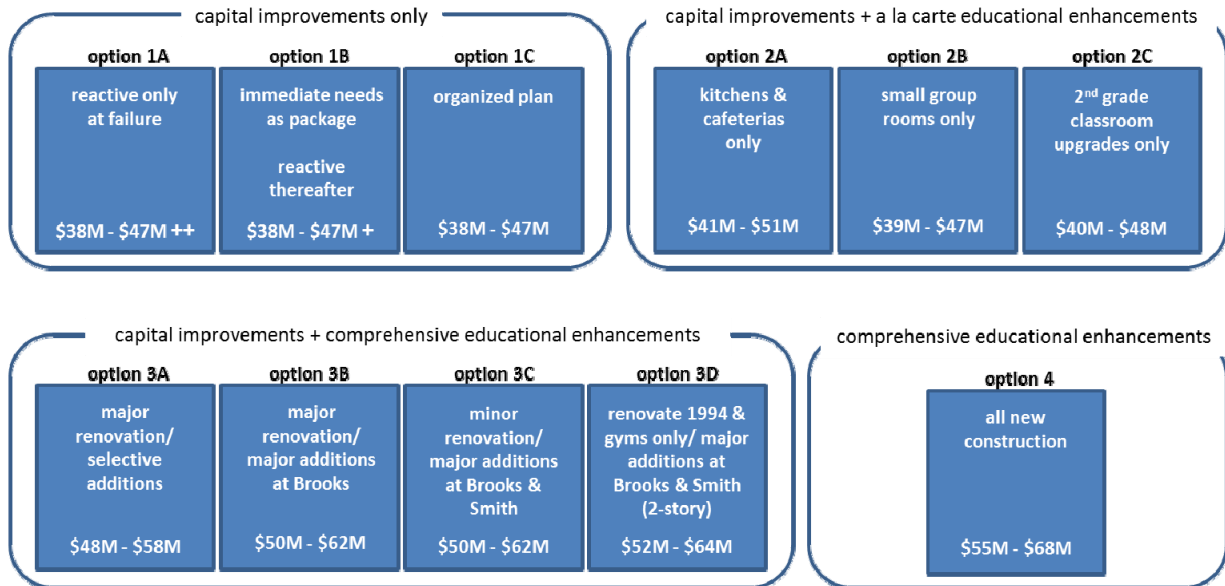 capital improvements only
option 1A
reactive only
at failure
$38M - $47M ++
option 1B
immediate needs
as package
reactive
thereafter
$38M - $47M +
option 1C
organized plan
$38M - $47M
capital improvements + a la carte educational enhancements
option 2A
kitchens &
cafeterias
only
$41M - $51M
option 2B
small group
rooms only
$39M - $47M
option 2C
2nd grade
classroom
upgrades only
$40M - $48M
capital improvements + comprehensive educational enhancements
option 3A
major
renovation/
selective
additions
$48M - $58M
option 3B
major
renovation/
major additions
at Brooks
$50M - $62M
option 3C
minor
renovation/
major additions
at Brooks &
Smith
$50M - $62M
option 3D
renovate 1994 &
gyms only/ major
additions at
Brooks & Smith
(2-story)
$52M - $64M
comprehensive educational enhancements
option 4
all new
construction
$55M - $68M